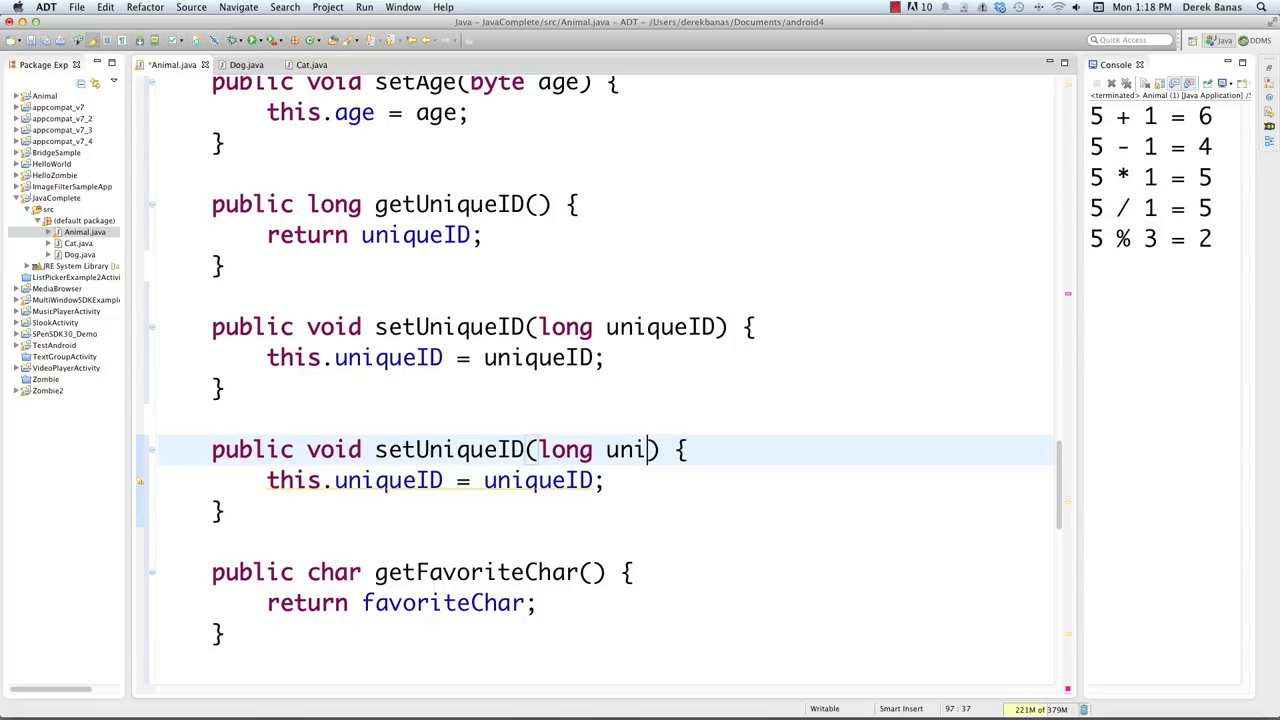 ADT File Edit Refactor Source Navigate Search Project Run Window Help 10 Mon 1:18 PM Derek Banas
Java – JavaComplete/src/Animal.java – ADT – /Users/derekbanas/Documents/android4
Quick Access Java DDMS
Package Exp
*Animal.java Dog.java Cat.java
Console
Animal
appcompat_v7
appcompat_v7_2
appcompat_v7_3
appcompat_v7_4
BridgeSample
HelloWorld
HelloZombie
ImageFilterSampleApp
JavaComplete
src
(default package)
Animal.java
Cat.java
Dog.java
JRE System Library [
ListPickerExample2Activi
MediaBrowser
MultiWindowSDKExample
MusicPlayerActivity
SlookActivity
SPenSDK30_Demo
TestAndroid
TextGroupActivity
VideoPlayerActivity
Zombie
Zombie2
public void setAge(byte age) {
this.age = age;
}
public long getUniqueID() {
return uniqueID;
}
public void setUniqueID(long uniqueID) {
this.uniqueID = uniqueID;
}
public void setUniqueID(long uni) {
this.uniqueID = uniqueID;
}
public char getFavoriteChar() {
return favoriteChar;
}
<terminated> Animal (1) [Java Application]
5 + 1 = 6
5 - 1 = 4
5 * 1 = 5
5 / 1 = 5
5 % 3 = 2
Writable Smart Insert 97 : 37 221M of 379M